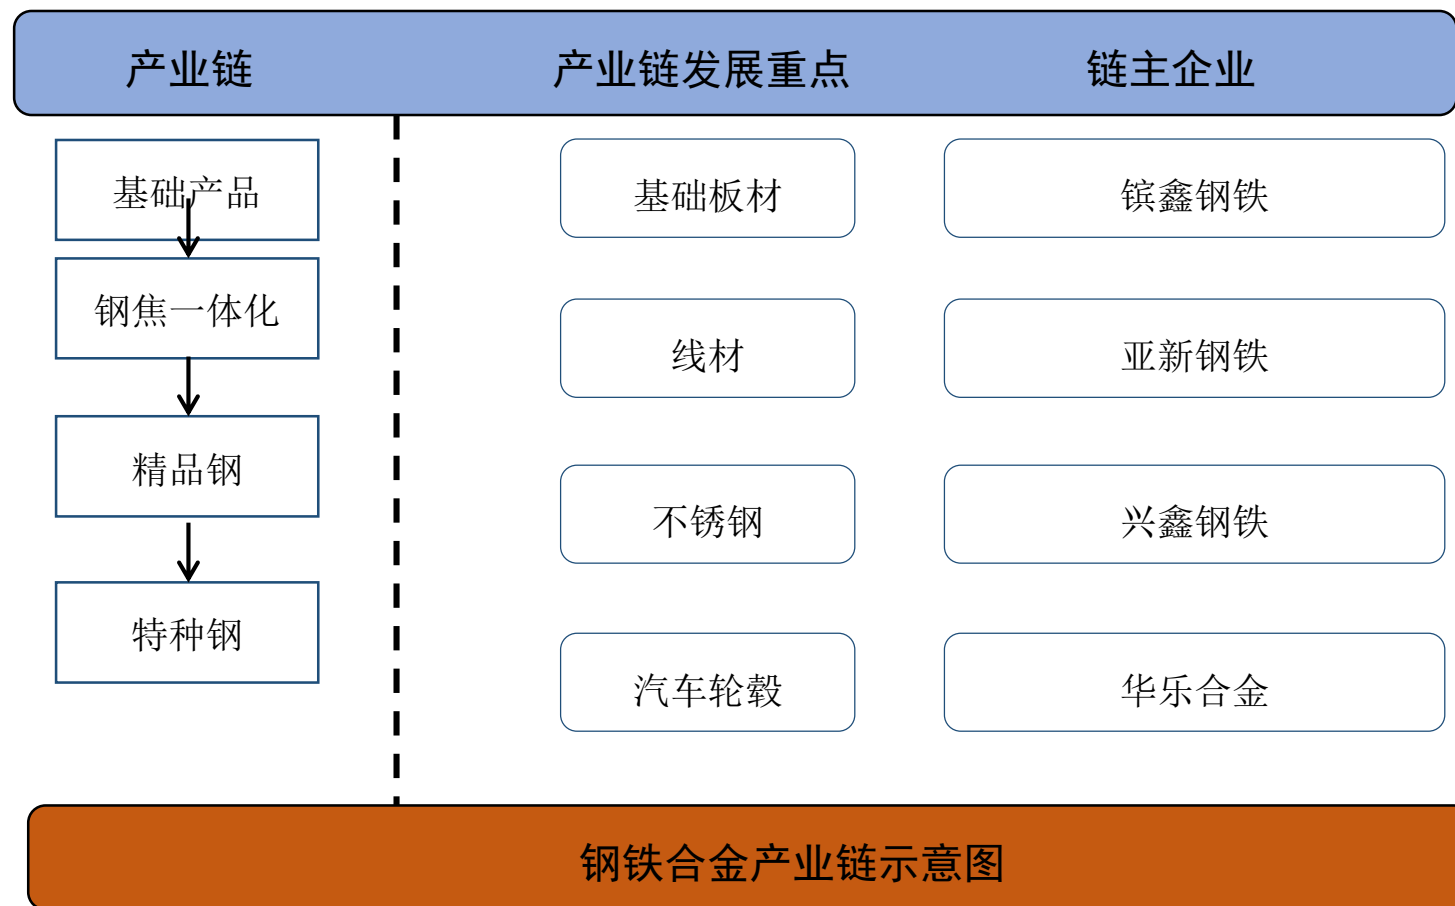 产业链 产业链发展重点 链主企业
基础产品 基础板材 镔鑫钢铁
钢焦一体化
线材 亚新钢铁
精品钢
不锈钢 兴鑫钢铁
特种钢
汽车轮毂 华乐合金
钢铁合金产业链示意图